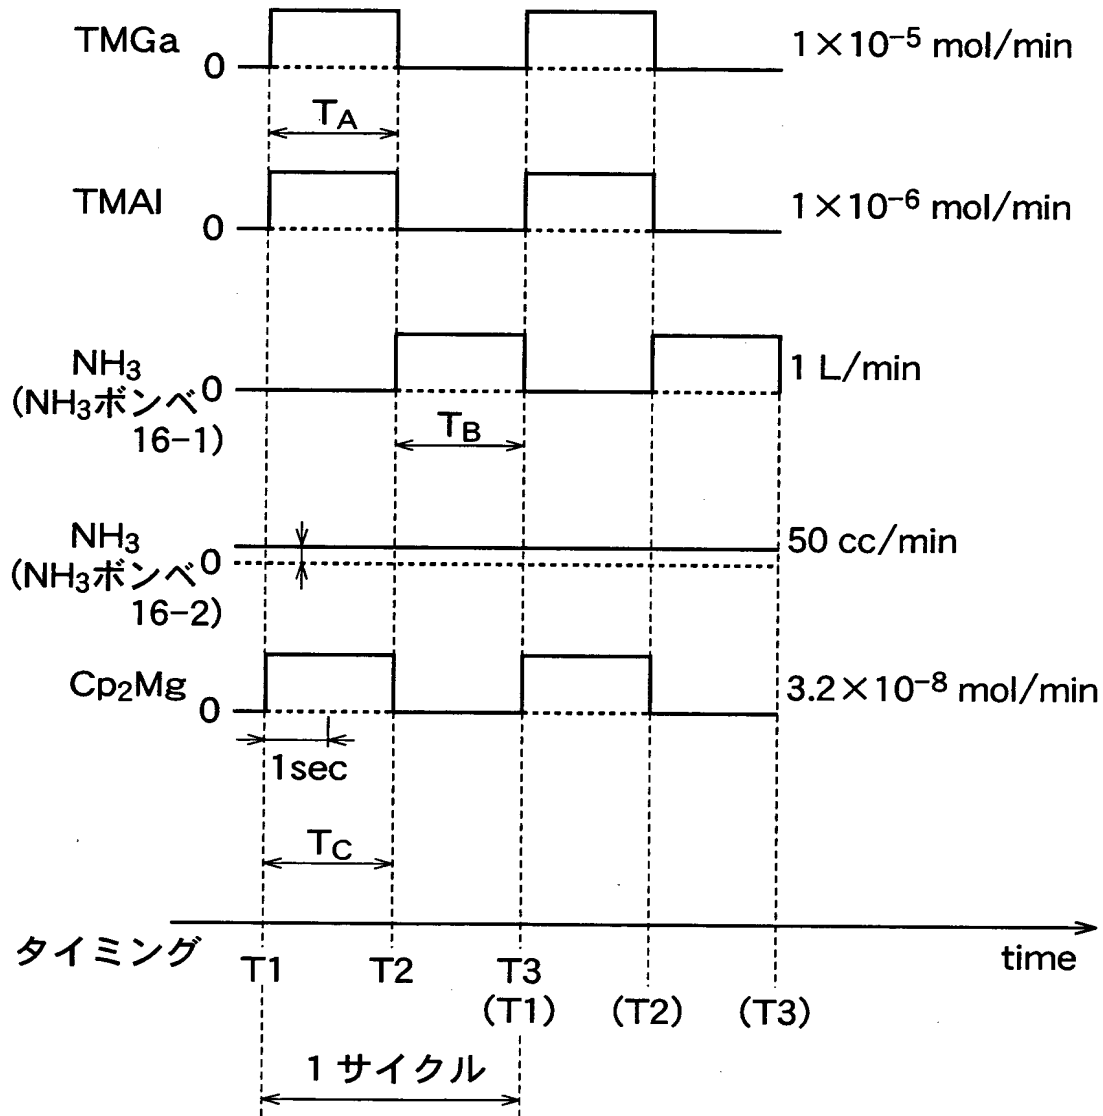 TMGa
0
1×10⁻⁵ mol/min
TA
TMAl
0
1×10⁻⁶ mol/min
NH₃
(NH₃ボンベ
16-1)
0
1 L/min
TB
NH₃
(NH₃ボンベ
16-2)
0
50 cc/min
Cp₂Mg
0
3.2×10⁻⁸ mol/min
1sec
TC
タイミング
T1
T2
T3
(T1)
(T2)
(T3)
time
1 サイクル